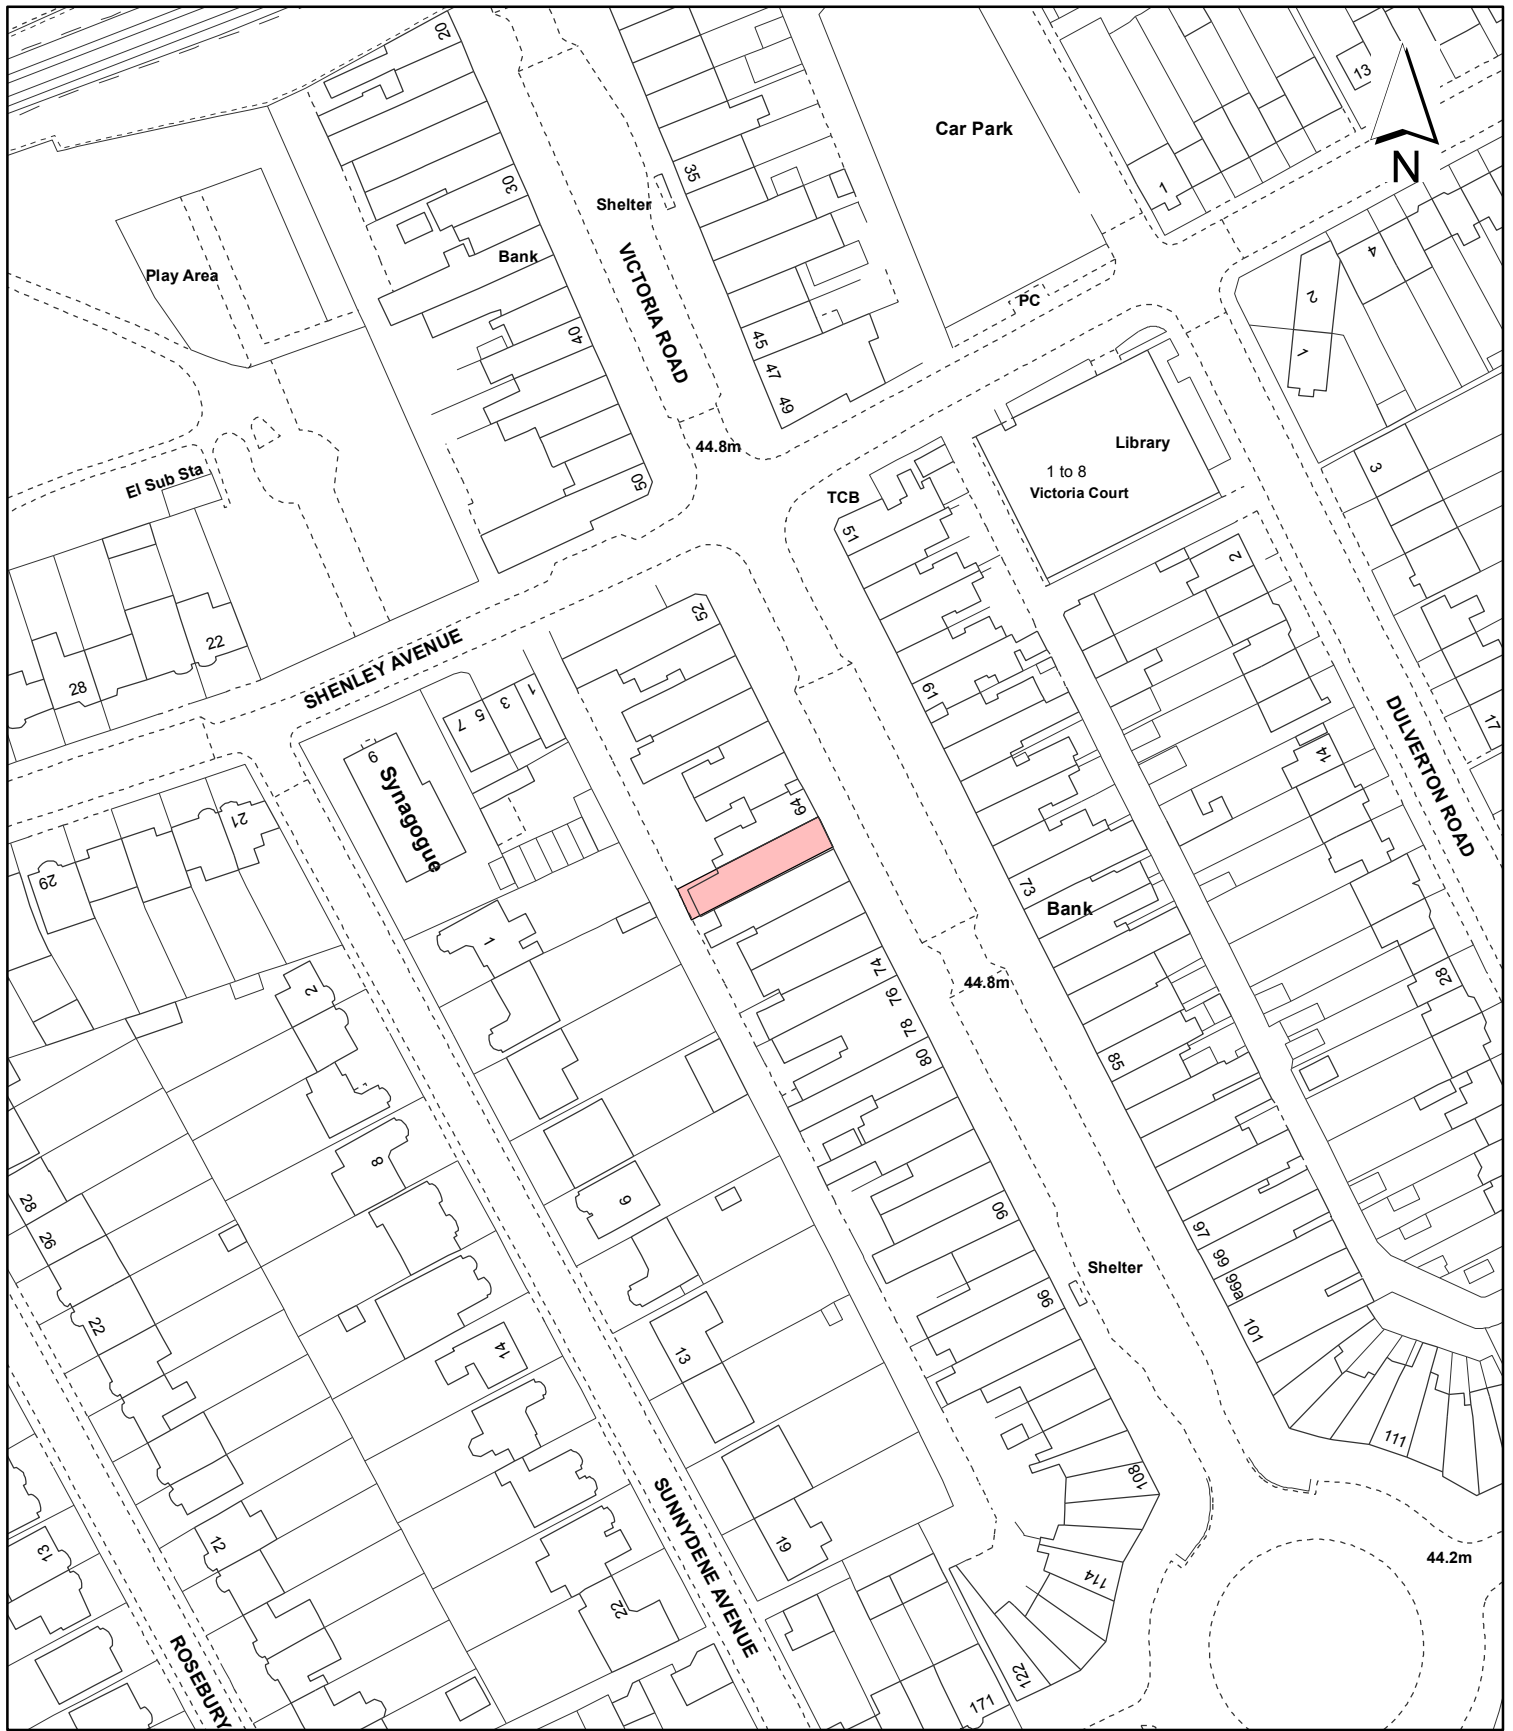 20
13
N
Car Park
35
1
30
Shelter
4
Bank
Play Area
VICTORIA ROAD
PC
2
40
45
1
47
49
44.8m
Library
1 to 8
Victoria Court
3
El Sub Sta
50
TCB
51
2
52
22
SHENLEY AVENUE
28
61
1
3
5
7
17
DULVERTON ROAD
14
9
Synagogue
64
21
29
73
Bank
1
74
28
44.8m
2
76
78
80
85
8
28
9
26
90
97
99
99a
Shelter
96
22
101
14
13
111
108
SUNNYDENE AVENUE
12
13
19
44.2m
114
22
ROSEBURY
122
171